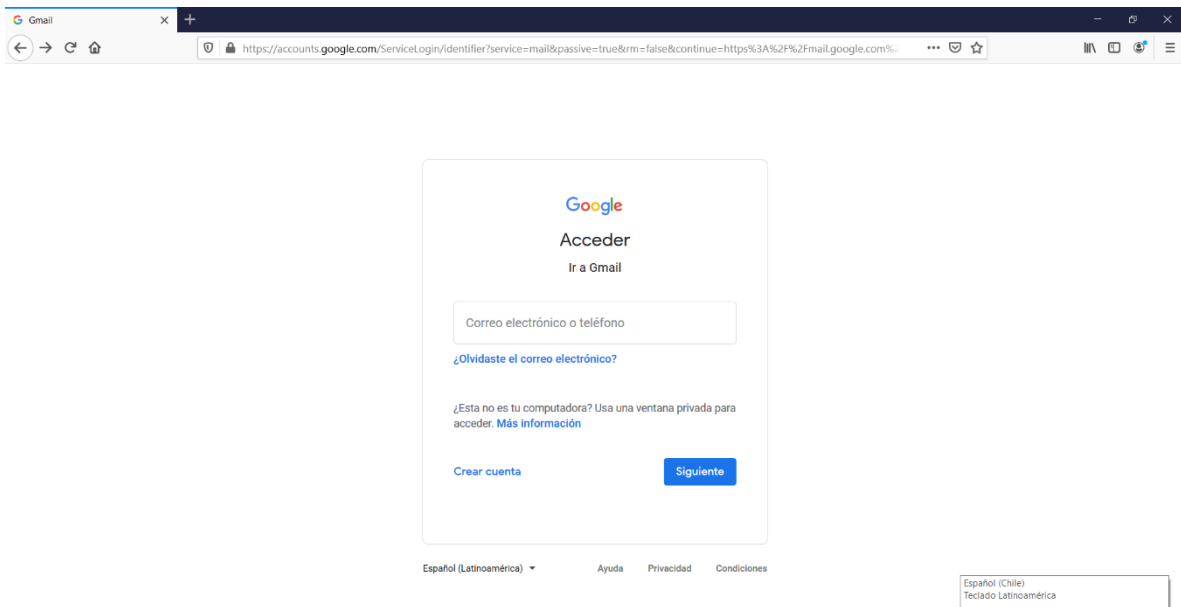 Gmail
https://accounts.google.com/ServiceLogin/identifier?service=mail&passive=true&rm=false&continue=https%3A%2F%2Fmail.google.com%2
Google
Acceder
Ir a Gmail
Correo electrónico o teléfono
¿Olvidaste el correo electrónico?
¿Esta no es tu computadora? Usa una ventana privada para
acceder. Más información
Crear cuenta
Siguiente
Español (Latinoamérica)
Ayuda
Privacidad
Condiciones
Español (Chile)
Teclado Latinoamérica